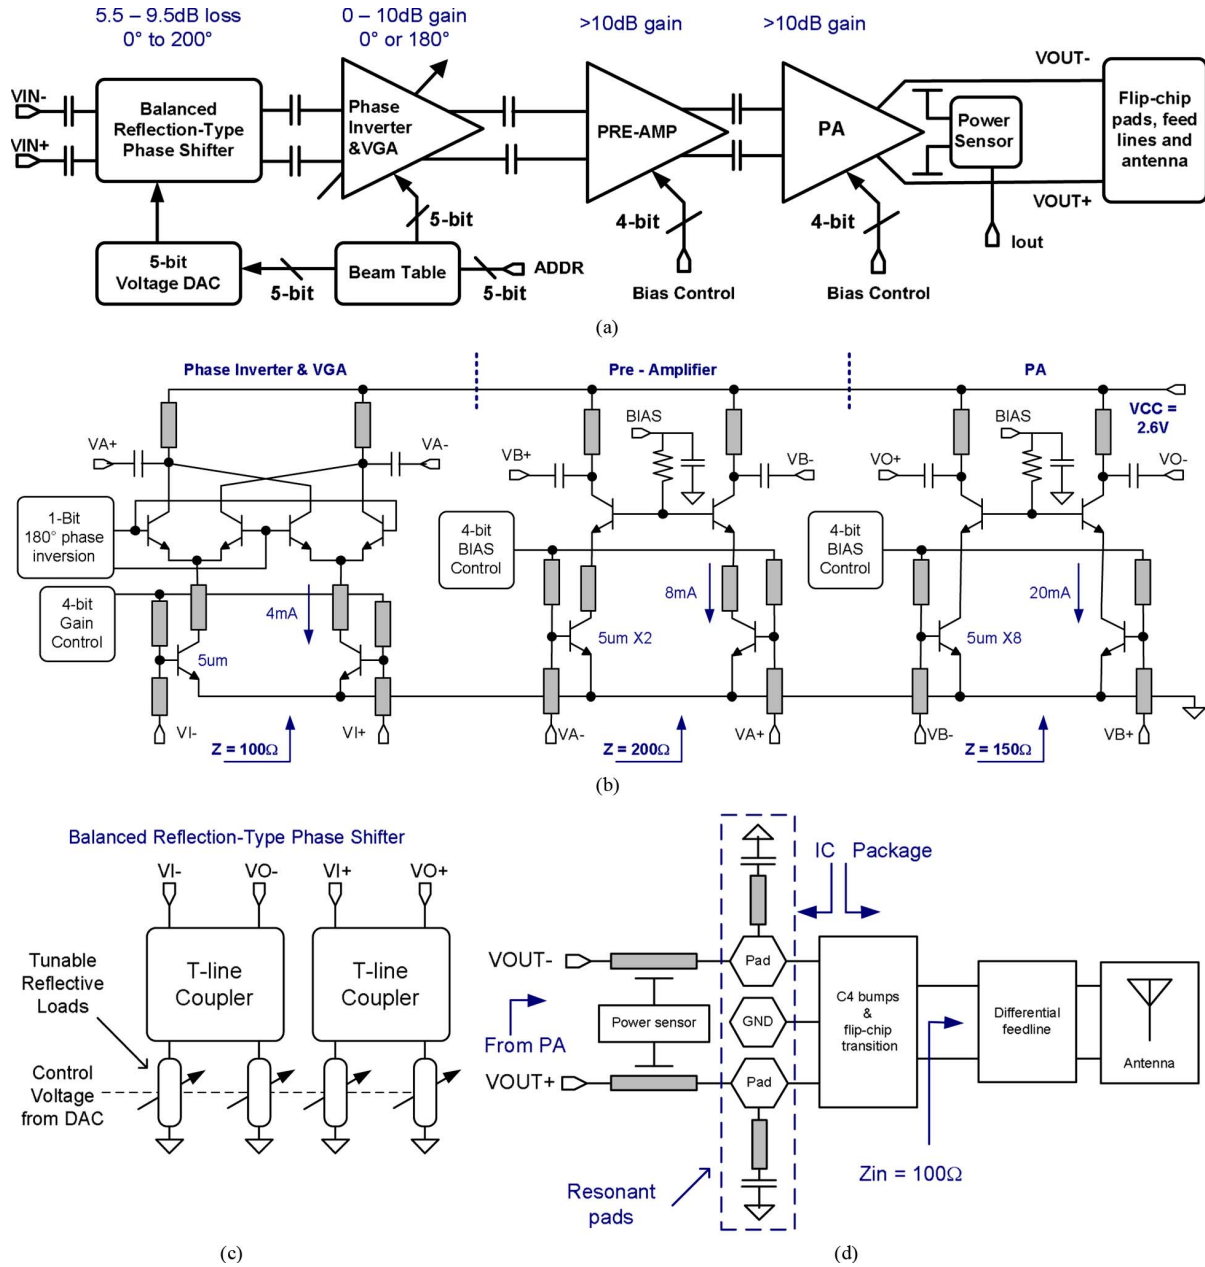 5.5 – 9.5dB loss
0° to 200°
0 – 10dB gain
0° or 180°
>10dB gain
>10dB gain
VIN-
VIN+
Balanced
Reflection-Type
Phase Shifter
Phase
Inverter
&VGA
PRE-AMP
PA
VOUT-
Power
Sensor
VOUT+
Flip-chip
pads, feed
lines and
antenna
5-bit
4-bit
4-bit
Iout
5-bit
Voltage DAC
5-bit
Beam Table
5-bit
ADDR
Bias Control
Bias Control
(a)
Phase Inverter & VGA
Pre - Amplifier
PA
VCC =
2.6V
VA+
VA-
VB+
BIAS
VB-
VO+
BIAS
VO-
1-Bit
180° phase
inversion
4-bit
BIAS
Control
4-bit
BIAS
Control
4-bit
Gain
Control
4mA
8mA
20mA
5um
5um X2
5um X8
VI-
VI+
VA-
VA+
VB-
VB+
Z = 100Ω
Z = 200Ω
Z = 150Ω
(b)
Balanced Reflection-Type Phase Shifter
VI-
VO-
VI+
VO+
T-line
Coupler
T-line
Coupler
Tunable
Reflective
Loads
Control
Voltage
from DAC
(c)
IC
Package
VOUT-
Pad
Power sensor
GND
From PA
VOUT+
Pad
C4 bumps
&
flip-chip
transition
Differential
feedline
Antenna
Zin = 100Ω
Resonant
pads
(d)